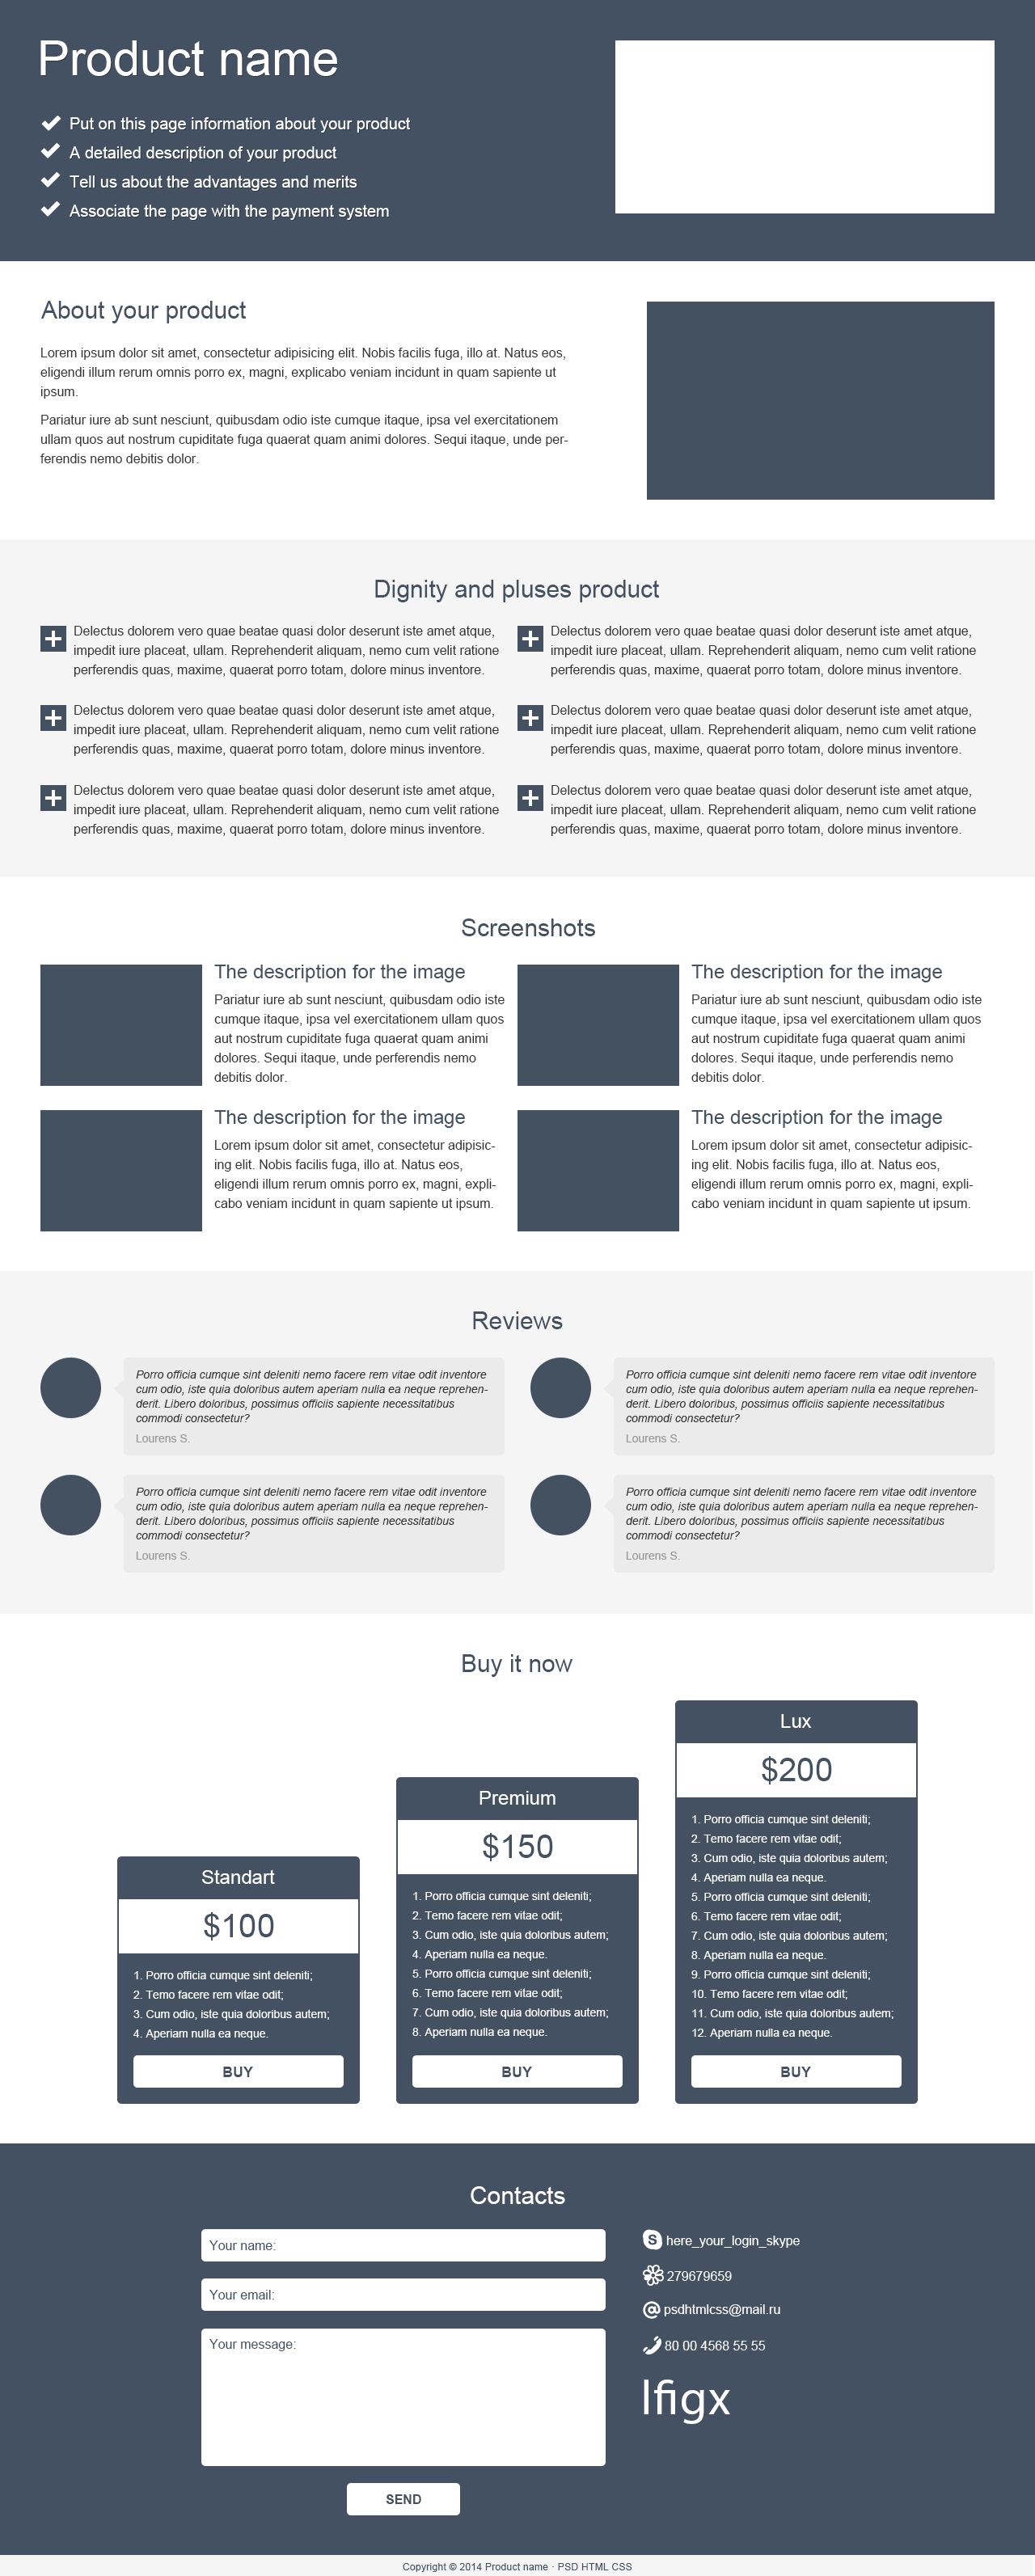 Product name
Put on this page information about your product
A detailed description of your product
Tell us about the advantages and merits
Associate the page with the payment system
About your product
Lorem ipsum dolor sit amet, consectetur adipisicing elit. Nobis facilis fuga, illo at. Natus eos,
eligendi illum rerum omnis porro ex, magni, explicabo veniam incidunt in quam sapiente ut
ipsum.
Pariatur iure ab sunt nesciunt, quibusdam odio iste cumque itaque, ipsa vel exercitationem
ullam quos aut nostrum cupiditate fuga quaerat quam animi dolores. Sequi itaque, unde per-
ferendis nemo debitis dolor.
Dignity and pluses product
Delectus dolorem vero quae beatae quasi dolor deserunt iste amet atque,
impedit iure placeat, ullam. Reprehenderit aliquam, nemo cum velit ratione
perferendis quas, maxime, quaerat porro totam, dolore minus inventore.
Delectus dolorem vero quae beatae quasi dolor deserunt iste amet atque,
impedit iure placeat, ullam. Reprehenderit aliquam, nemo cum velit ratione
perferendis quas, maxime, quaerat porro totam, dolore minus inventore.
Delectus dolorem vero quae beatae quasi dolor deserunt iste amet atque,
impedit iure placeat, ullam. Reprehenderit aliquam, nemo cum velit ratione
perferendis quas, maxime, quaerat porro totam, dolore minus inventore.
Delectus dolorem vero quae beatae quasi dolor deserunt iste amet atque,
impedit iure placeat, ullam. Reprehenderit aliquam, nemo cum velit ratione
perferendis quas, maxime, quaerat porro totam, dolore minus inventore.
Delectus dolorem vero quae beatae quasi dolor deserunt iste amet atque,
impedit iure placeat, ullam. Reprehenderit aliquam, nemo cum velit ratione
perferendis quas, maxime, quaerat porro totam, dolore minus inventore.
Delectus dolorem vero quae beatae quasi dolor deserunt iste amet atque,
impedit iure placeat, ullam. Reprehenderit aliquam, nemo cum velit ratione
perferendis quas, maxime, quaerat porro totam, dolore minus inventore.
Screenshots
The description for the image
Pariatur iure ab sunt nesciunt, quibusdam odio iste
cumque itaque, ipsa vel exercitationem ullam quos
aut nostrum cupiditate fuga quaerat quam animi
dolores. Sequi itaque, unde perferendis nemo
debitis dolor.
The description for the image
Pariatur iure ab sunt nesciunt, quibusdam odio iste
cumque itaque, ipsa vel exercitationem ullam quos
aut nostrum cupiditate fuga quaerat quam animi
dolores. Sequi itaque, unde perferendis nemo
debitis dolor.
The description for the image
Lorem ipsum dolor sit amet, consectetur adipisic-
ing elit. Nobis facilis fuga, illo at. Natus eos,
eligendi illum rerum omnis porro ex, magni, expli-
cabo veniam incidunt in quam sapiente ut ipsum.
The description for the image
Lorem ipsum dolor sit amet, consectetur adipisic-
ing elit. Nobis facilis fuga, illo at. Natus eos,
eligendi illum rerum omnis porro ex, magni, expli-
cabo veniam incidunt in quam sapiente ut ipsum.
Reviews
Porro officia cumque sint deleniti nemo facere rem vitae odit inventore
cum odio, iste quia doloribus autem aperiam nulla ea neque reprehen-
derit. Libero doloribus, possimus officiis sapiente necessitatibus
commodi consectetur?
Lourens S.
Porro officia cumque sint deleniti nemo facere rem vitae odit inventore
cum odio, iste quia doloribus autem aperiam nulla ea neque reprehen-
derit. Libero doloribus, possimus officiis sapiente necessitatibus
commodi consectetur?
Lourens S.
Porro officia cumque sint deleniti nemo facere rem vitae odit inventore
cum odio, iste quia doloribus autem aperiam nulla ea neque reprehen-
derit. Libero doloribus, possimus officiis sapiente necessitatibus
commodi consectetur?
Lourens S.
Porro officia cumque sint deleniti nemo facere rem vitae odit inventore
cum odio, iste quia doloribus autem aperiam nulla ea neque reprehen-
derit. Libero doloribus, possimus officiis sapiente necessitatibus
commodi consectetur?
Lourens S.
Buy it now
Standart
$100
1. Porro officia cumque sint deleniti;
2. Temo facere rem vitae odit;
3. Cum odio, iste quia doloribus autem;
4. Aperiam nulla ea neque.
BUY
Premium
$150
1. Porro officia cumque sint deleniti;
2. Temo facere rem vitae odit;
3. Cum odio, iste quia doloribus autem;
4. Aperiam nulla ea neque.
5. Porro officia cumque sint deleniti;
6. Temo facere rem vitae odit;
7. Cum odio, iste quia doloribus autem;
8. Aperiam nulla ea neque.
BUY
Lux
$200
1. Porro officia cumque sint deleniti;
2. Temo facere rem vitae odit;
3. Cum odio, iste quia doloribus autem;
4. Aperiam nulla ea neque.
5. Porro officia cumque sint deleniti;
6. Temo facere rem vitae odit;
7. Cum odio, iste quia doloribus autem;
8. Aperiam nulla ea neque.
9. Porro officia cumque sint deleniti;
10. Temo facere rem vitae odit;
11. Cum odio, iste quia doloribus autem;
12. Aperiam nulla ea neque.
BUY
Contacts
Your name:
Your email:
Your message:
SEND
here_your_login_skype
279679659
psdhtmlcss@mail.ru
80 00 4568 55 55
lfigx
Copyright © 2014 Product name · PSD HTML CSS